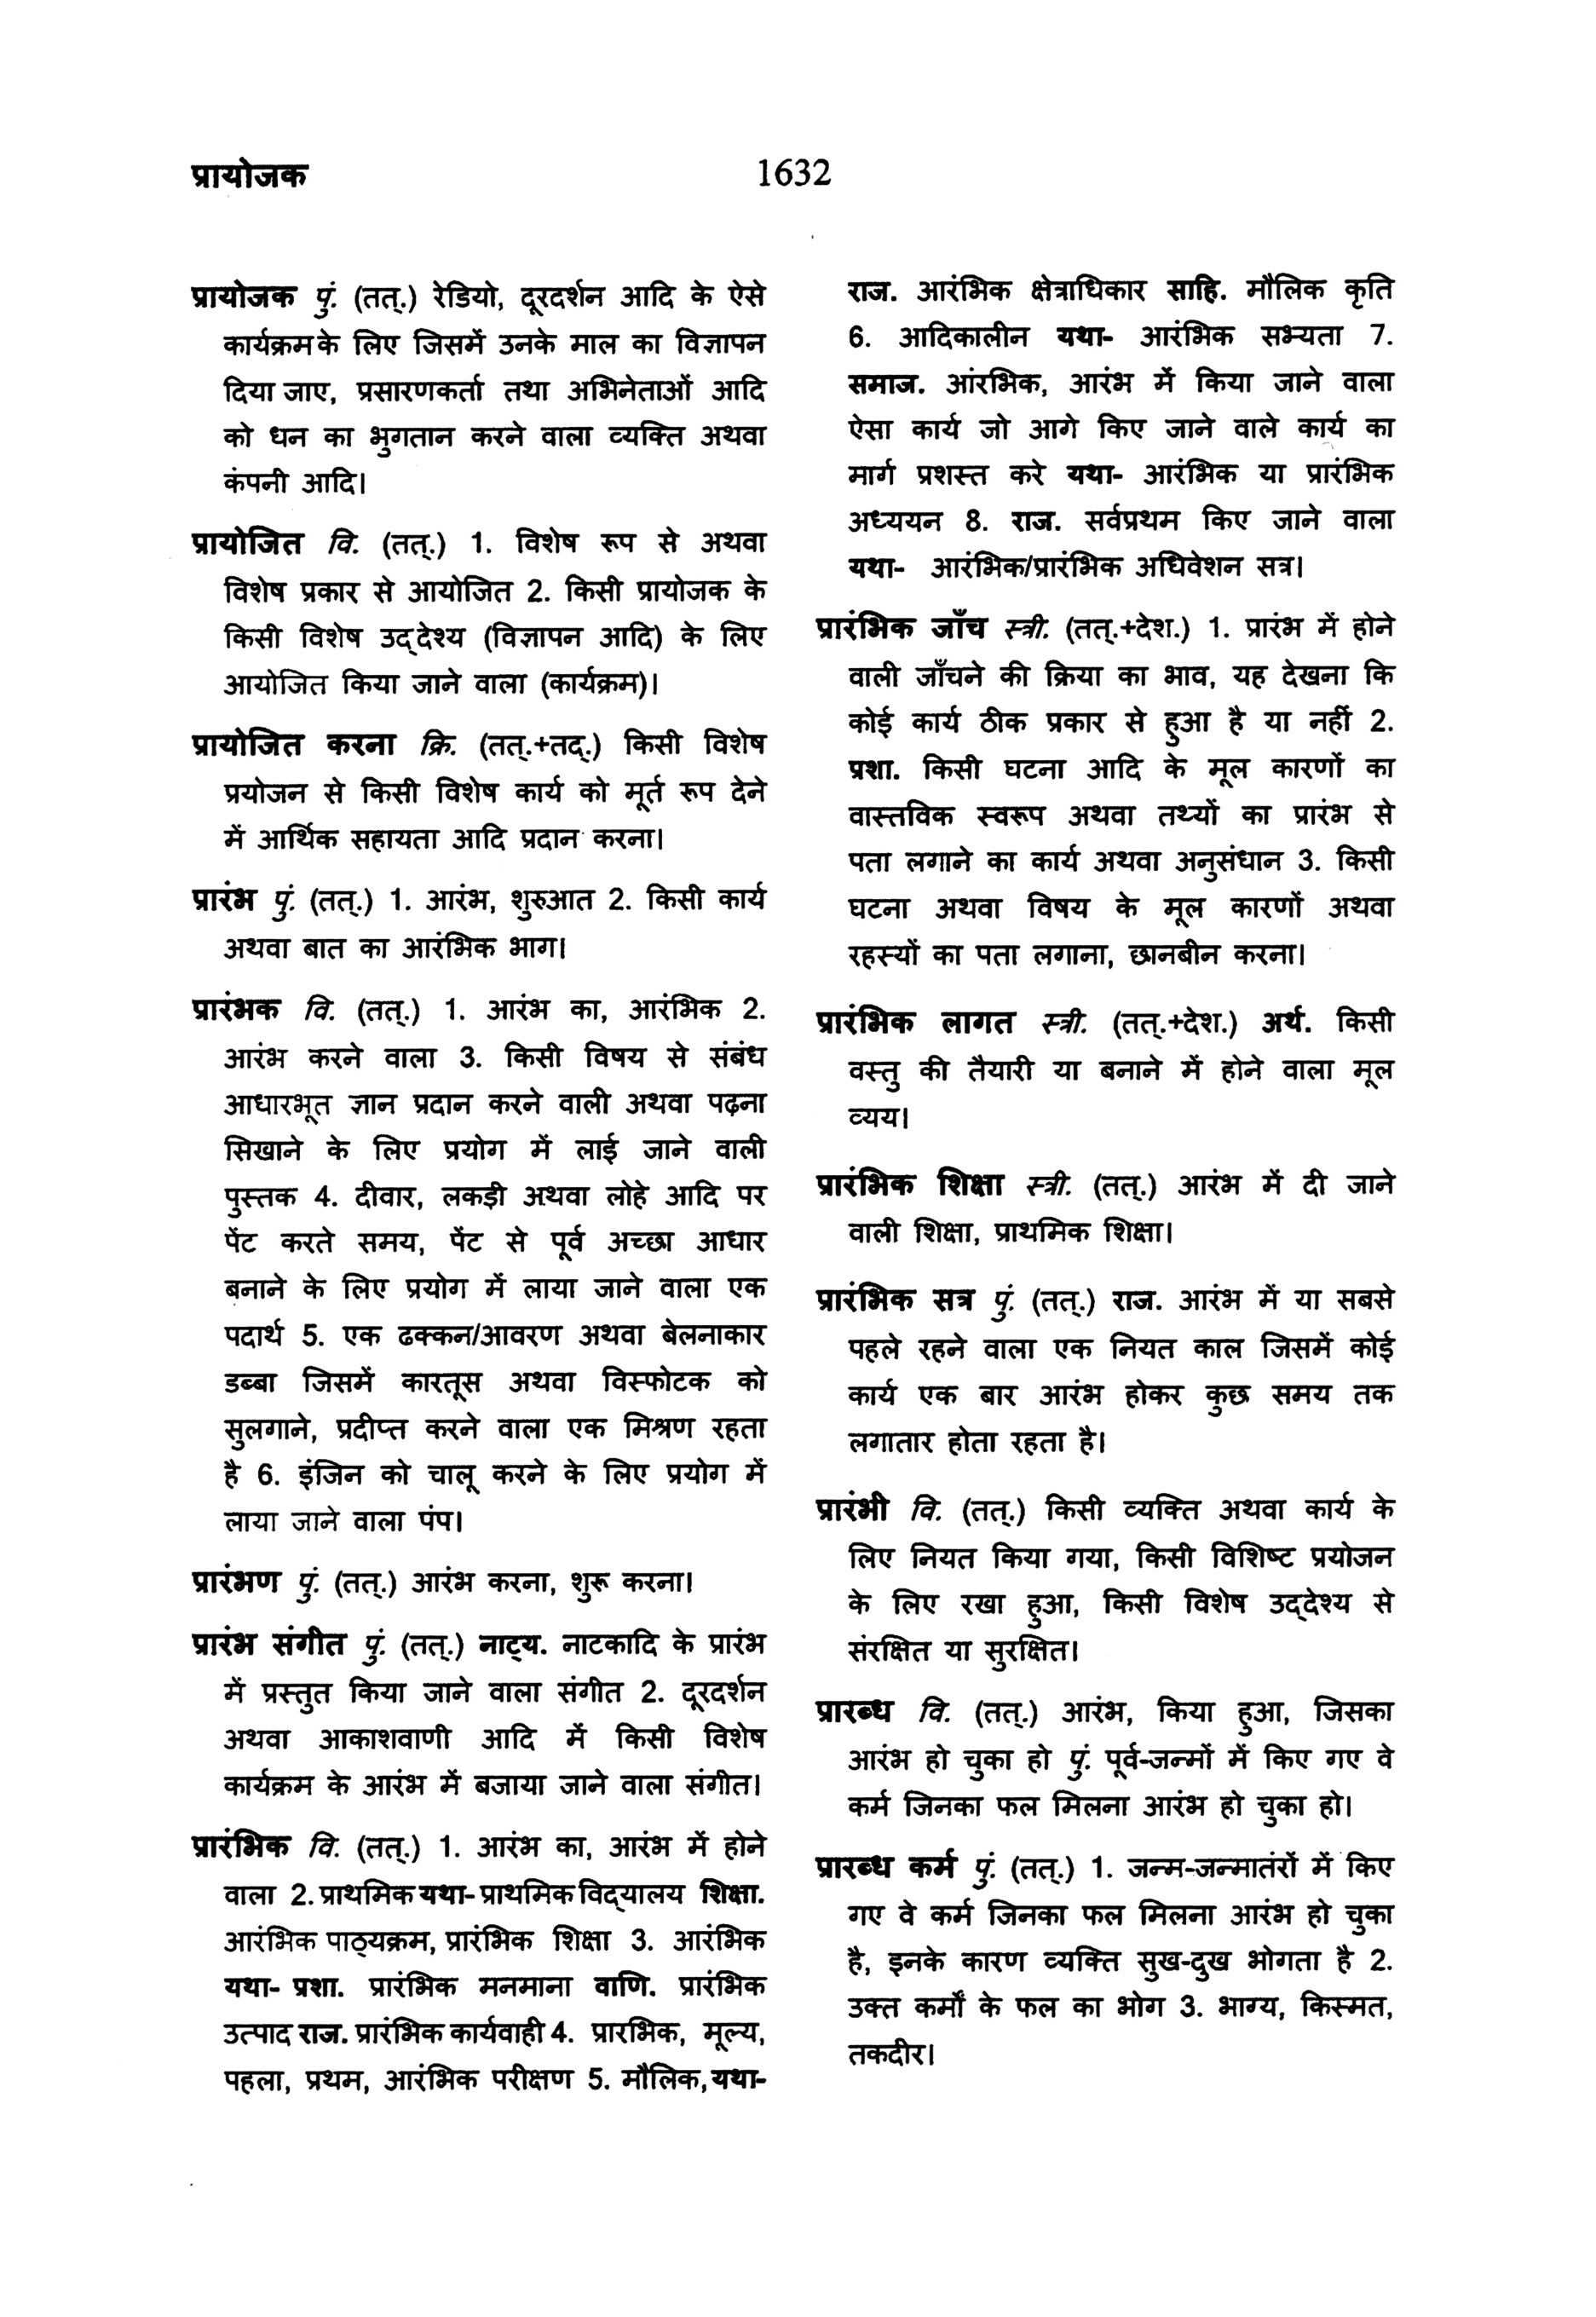 प्रायोजक
1632
प्रायोजक पुं. (तत्.) रेडियो, दूरदर्शन आदि के ऐसे
कार्यक्रम के लिए जिसमें उनके माल का विज्ञापन
दिया जाए, प्रसारणकर्ता तथा अभिनेताओं आदि
को धन का भुगतान करने वाला व्यक्ति अथवा
कंपनी आदि।
प्रायोजित वि. (तत्.) 1. विशेष रूप से अथवा
विशेष प्रकार से आयोजित 2. किसी प्रायोजक के
किसी विशेष उद्देश्य (विज्ञापन आदि) के लिए
आयोजित किया जाने वाला (कार्यक्रम)।
प्रायोजित करना क्रि. (तत्.+तद्.) किसी विशेष
प्रयोजन से किसी विशेष कार्य को मूर्त रूप देने
में आर्थिक सहायता आदि प्रदान करना।
प्रारंभ पुं. (तत्.) 1. आरंभ, शुरुआत 2. किसी कार्य
अथवा बात का आरंभिक भाग।
प्रारंभक वि. (तत्.) 1. आरंभ का, आरंभिक 2.
आरंभ करने वाला 3. किसी विषय से संबंध
आधारभूत ज्ञान प्रदान करने वाली अथवा पढ़ना
सिखाने के लिए प्रयोग में लाई जाने वाली
पुस्तक 4. दीवार, लकड़ी अथवा लोहे आदि पर
पेंट करते समय, पेंट से पूर्व अच्छा आधार
बनाने के लिए प्रयोग में लाया जाने वाला एक
पदार्थ 5. एक ढक्कन/आवरण अथवा बेलनाकार
डब्बा जिसमें कारतूस अथवा विस्फोटक को
सुलगाने, प्रदीप्त करने वाला एक मिश्रण रहता
है 6. इंजिन को चालू करने के लिए प्रयोग में
लाया जाने वाला पंप।
प्रारंभण पुं. (तत्.) आरंभ करना, शुरू करना।
प्रारंभ संगीत पुं. (तत्.) नाट्य. नाटकादि के प्रारंभ
में प्रस्तुत किया जाने वाला संगीत 2. दूरदर्शन
अथवा आकाशवाणी आदि में किसी विशेष
कार्यक्रम के आरंभ में बजाया जाने वाला संगीत।
प्रारंभिक वि. (तत्.) 1. आरंभ का, आरंभ में होने
वाला 2. प्राथमिक यथा- प्राथमिक विद्यालय शिक्षा.
आरंभिक पाठ्यक्रम, प्रारंभिक शिक्षा 3. आरंभिक
यथा- प्रशा. प्रारंभिक मनमाना वाणि. प्रारंभिक
उत्पाद राज. प्रारंभिक कार्यवाही 4. प्रारभिक, मूल्य,
पहला, प्रथम, आरंभिक परीक्षण 5. मौलिक, यथा-
राज. आरंभिक क्षेत्राधिकार साहि. मौलिक कृति
6. आदिकालीन यथा- आरंभिक सभ्यता 7.
समाज. आंरभिक, आरंभ में किया जाने वाला
ऐसा कार्य जो आगे किए जाने वाले कार्य का
मार्ग प्रशस्त करे यथा- आरंभिक या प्रारंभिक
अध्ययन 8. राज. सर्वप्रथम किए जाने वाला
यथा- आरंभिक/प्रारंभिक अधिवेशन सत्र।
प्रारंभिक जाँच स्त्री. (तत्.+देश.) 1. प्रारंभ में होने
वाली जाँचने की क्रिया का भाव, यह देखना कि
कोई कार्य ठीक प्रकार से हुआ है या नहीं 2.
प्रशा. किसी घटना आदि के मूल कारणों का
वास्तविक स्वरूप अथवा तथ्यों का प्रारंभ से
पता लगाने का कार्य अथवा अनुसंधान 3. किसी
घटना अथवा विषय के मूल कारणों अथवा
रहस्यों का पता लगाना, छानबीन करना।
प्रारंभिक लागत स्त्री. (तत्.+देश.) अर्थ. किसी
वस्तु की तैयारी या बनाने में होने वाला मूल
व्यय।
प्रारंभिक शिक्षा स्त्री. (तत्.) आरंभ में दी जाने
वाली शिक्षा, प्राथमिक शिक्षा।
प्रारंभिक सत्र पुं. (तत्.) राज. आरंभ में या सबसे
पहले रहने वाला एक नियत काल जिसमें कोई
कार्य एक बार आरंभ होकर कुछ समय तक
लगातार होता रहता है।
प्रारंभी वि. (तत्.) किसी व्यक्ति अथवा कार्य के
लिए नियत किया गया, किसी विशिष्ट प्रयोजन
के लिए रखा हुआ, किसी विशेष उद्देश्य से
संरक्षित या सुरक्षित।
प्रारब्ध वि. (तत्.) आरंभ, किया हुआ, जिसका
आरंभ हो चुका हो पुं. पूर्व-जन्मों में किए गए वे
कर्म जिनका फल मिलना आरंभ हो चुका हो।
प्रारब्ध कर्म पुं. (तत्.) 1. जन्म-जन्मातंरों में किए
गए वे कर्म जिनका फल मिलना आरंभ हो चुका
है, इनके कारण व्यक्ति सुख-दुख भोगता है 2.
उक्त कर्मों के फल का भोग 3. भाग्य, किस्मत,
तकदीर।